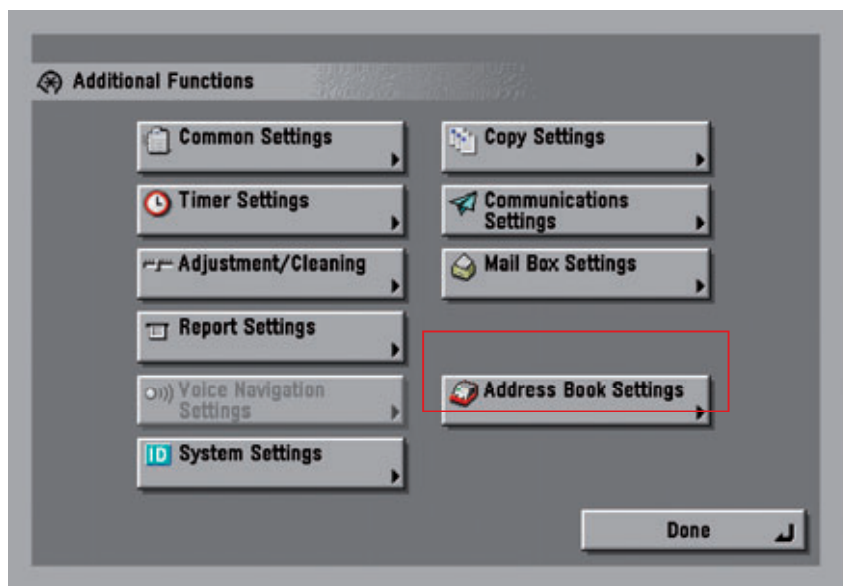 Additional Functions
Common Settings
Copy Settings
Timer Settings
Communications
Settings
Adjustment/Cleaning
Mail Box Settings
Report Settings
Voice Navigation
Settings
Address Book Settings
ID System Settings
Done